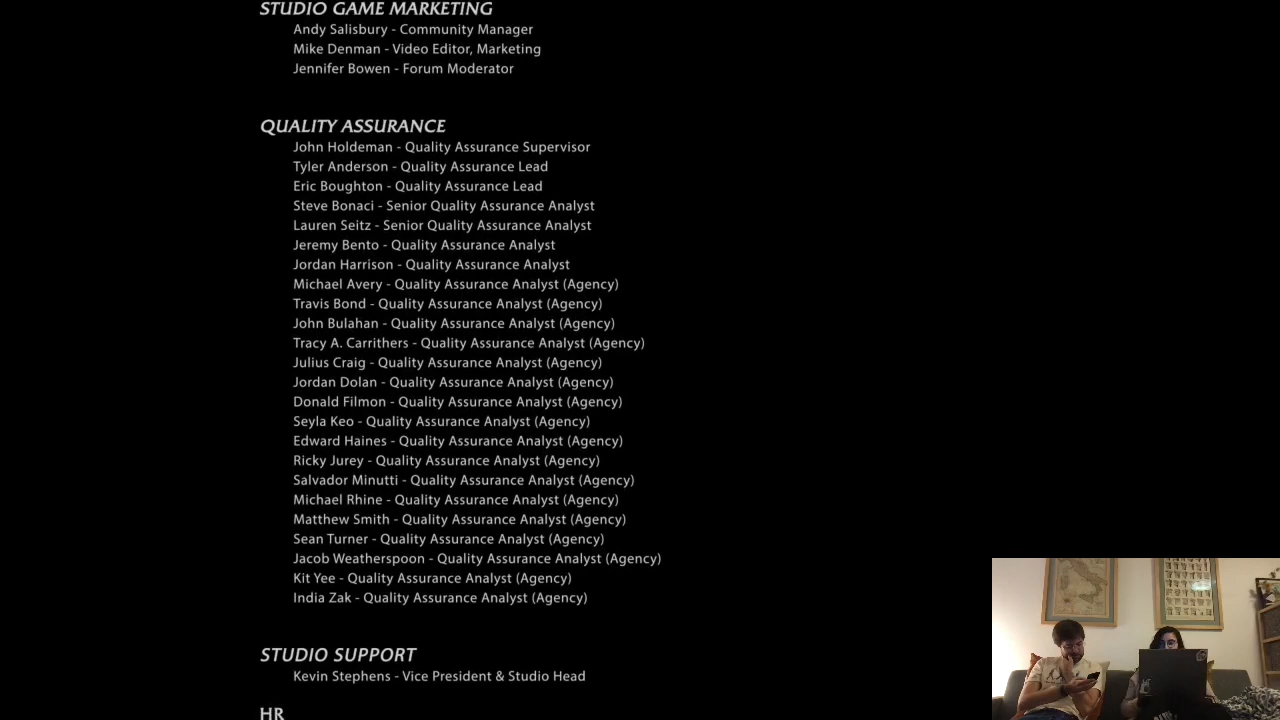 STUDIO GAME MARKETING
Andy Salisbury - Community Manager
Mike Denman - Video Editor, Marketing
Jennifer Bowen - Forum Moderator
QUALITY ASSURANCE
John Holdeman - Quality Assurance Supervisor
Tyler Anderson - Quality Assurance Lead
Eric Boughton - Quality Assurance Lead
Steve Bonaci - Senior Quality Assurance Analyst
Lauren Seitz - Senior Quality Assurance Analyst
Jeremy Bento - Quality Assurance Analyst
Jordan Harrison - Quality Assurance Analyst
Michael Avery - Quality Assurance Analyst (Agency)
Travis Bond - Quality Assurance Analyst (Agency)
John Bulahan - Quality Assurance Analyst (Agency)
Tracy A. Carrithers - Quality Assurance Analyst (Agency)
Julius Craig - Quality Assurance Analyst (Agency)
Jordan Dolan - Quality Assurance Analyst (Agency)
Donald Filmon - Quality Assurance Analyst (Agency)
Seyla Keo - Quality Assurance Analyst (Agency)
Edward Haines - Quality Assurance Analyst (Agency)
Ricky Jurey - Quality Assurance Analyst (Agency)
Salvador Minutti - Quality Assurance Analyst (Agency)
Michael Rhine - Quality Assurance Analyst (Agency)
Matthew Smith - Quality Assurance Analyst (Agency)
Sean Turner - Quality Assurance Analyst (Agency)
Jacob Weatherspoon - Quality Assurance Analyst (Agency)
Kit Yee - Quality Assurance Analyst (Agency)
India Zak - Quality Assurance Analyst (Agency)
STUDIO SUPPORT
Kevin Stephens - Vice President & Studio Head
HR